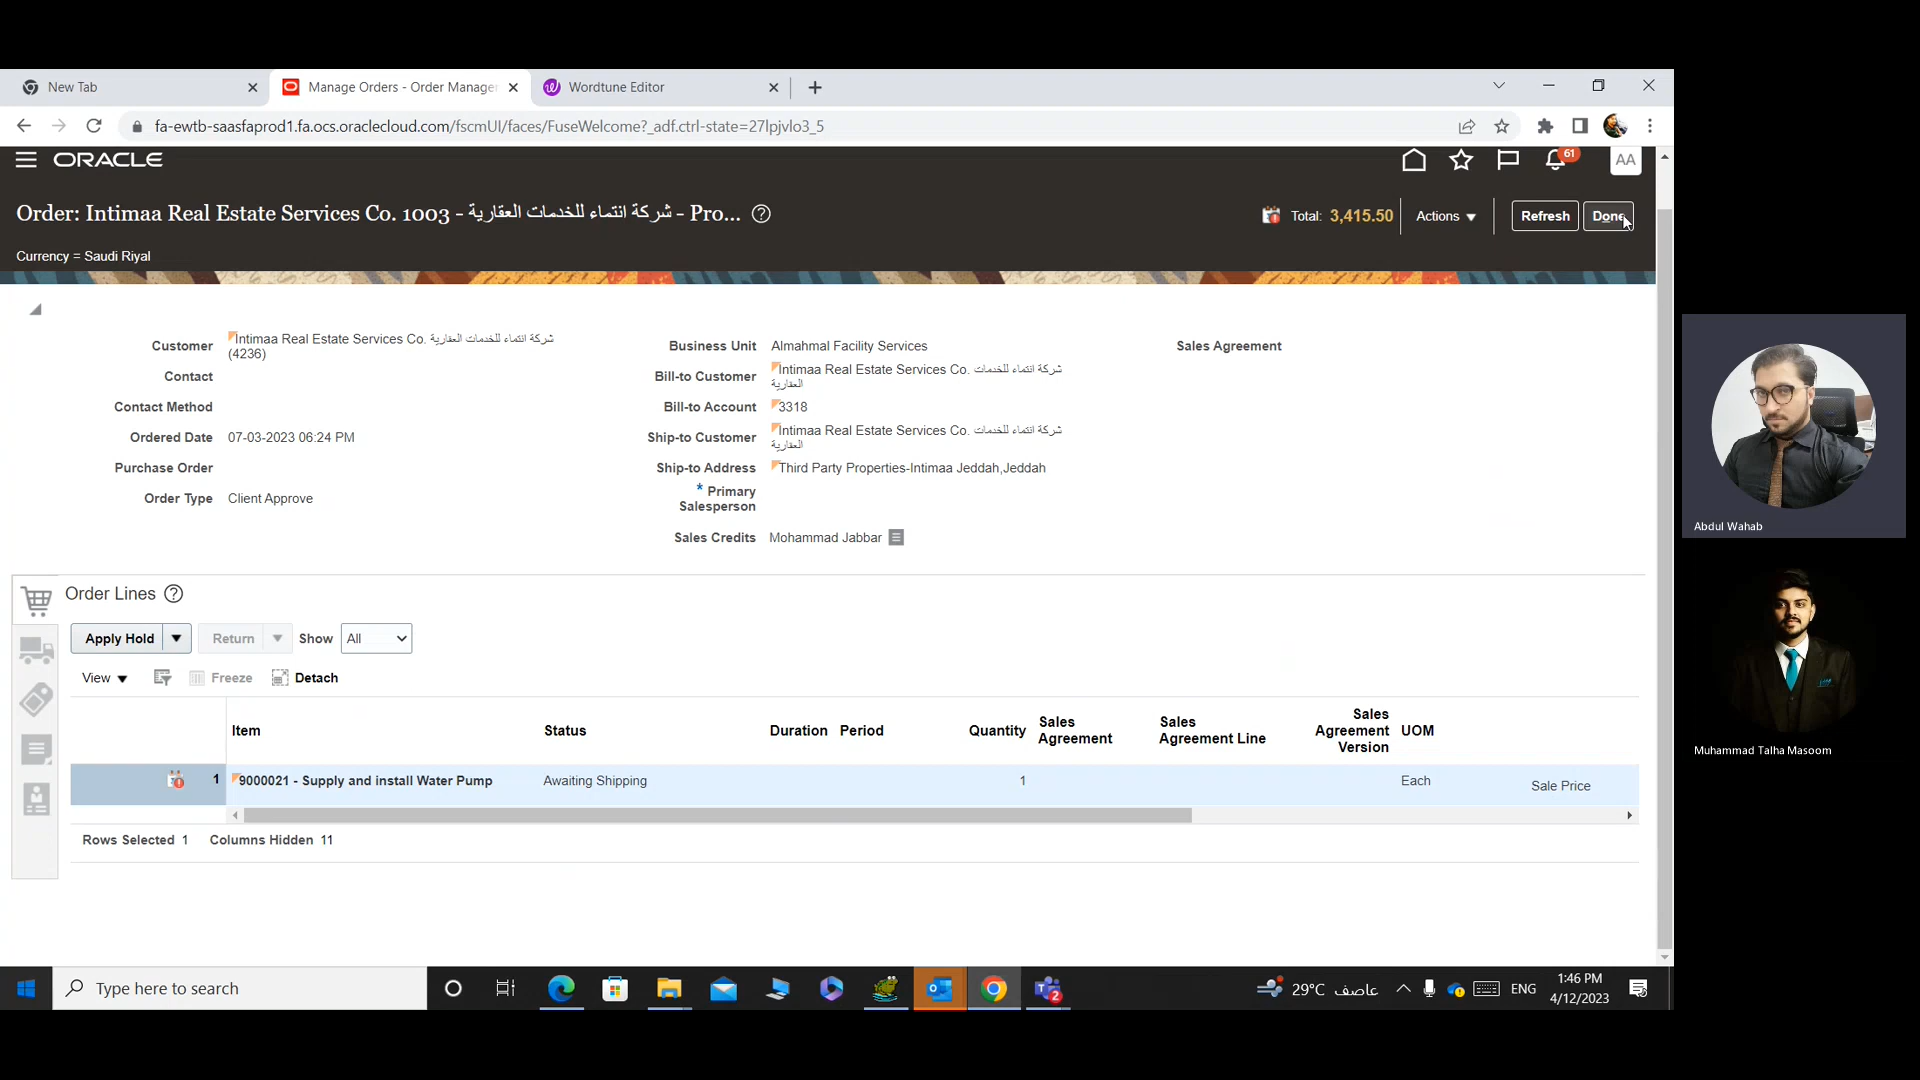 New Tab
Manage Orders - Order Manage
Wordtune Editor
fa-ewtb-saasfaprod1.fa.ocs.oraclecloud.com/fscmUI/faces/FuseWelcome?_adf.ctrl-state=27lpjvlo3_5
ORACLE
61
AA
Order: Intimaa Real Estate Services Co. 1003 - شركة انتماء للخدمات العقارية - Pro...
Total: 3,415.50
Actions
Refresh
Done
Currency = Saudi Riyal
Customer
Intimaa Real Estate Services Co. شركة انتماء للخدمات العقارية
(4236)
Contact
Contact Method
Ordered Date 07-03-2023 06:24 PM
Purchase Order
Order Type Client Approve
Business Unit Almahmal Facility Services
Bill-to Customer
Intimaa Real Estate Services Co. شركة انتماء للخدمات
العقارية
Bill-to Account 3318
Ship-to Customer
Intimaa Real Estate Services Co. شركة انتماء للخدمات
العقارية
Ship-to Address Third Party Properties-Intimaa Jeddah,Jeddah
* Primary
Salesperson
Sales Credits Mohammad Jabbar
Sales Agreement
Order Lines
Apply Hold
Return
Show All
View
Freeze
Detach
Item
Status
Duration
Period
Quantity
Sales
Agreement
Sales
Agreement Line
Sales
Agreement
Version
UOM
1 9000021 - Supply and install Water Pump Awaiting Shipping 1 Each Sale Price
Rows Selected 1 Columns Hidden 11
Abdul Wahab
Muhammad Talha Masoom
Type here to search
2
29°C عاصف
ENG
1:46 PM
4/12/2023